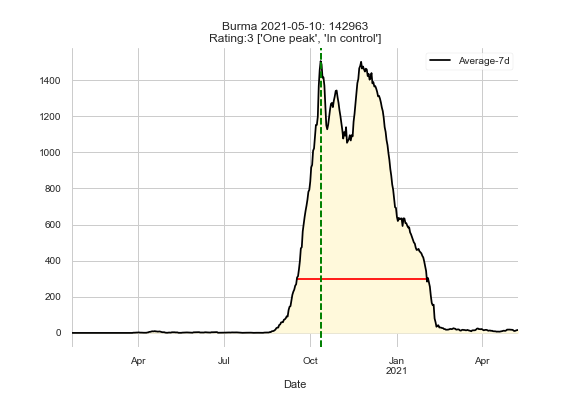 Burma 2021-05-10: 142963
Rating:3 ['One peak', 'In control']
Average-7d
1400
1200
1000
800
600
400
200
0
Apr
Jul
Oct
Jan
2021
Apr
Date